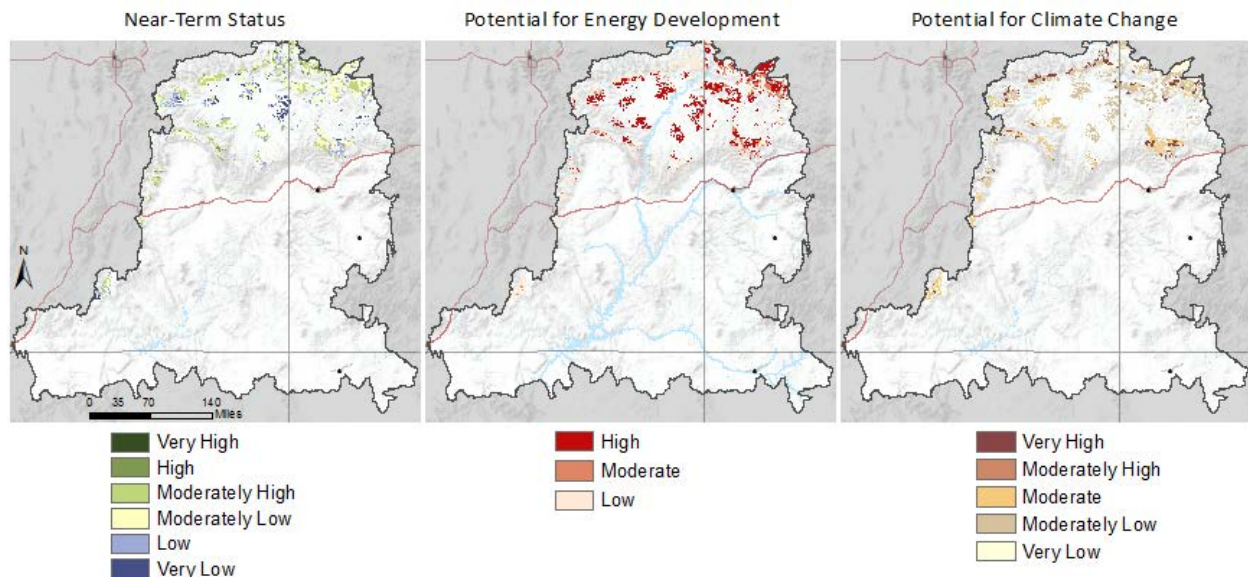 Near-Term Status
Potential for Energy Development
Potential for Climate Change
N
0 35 70 140
Miles
Very High
High
Moderately High
Moderately Low
Low
Very Low
High
Moderate
Low
Very High
Moderately High
Moderate
Moderately Low
Very Low